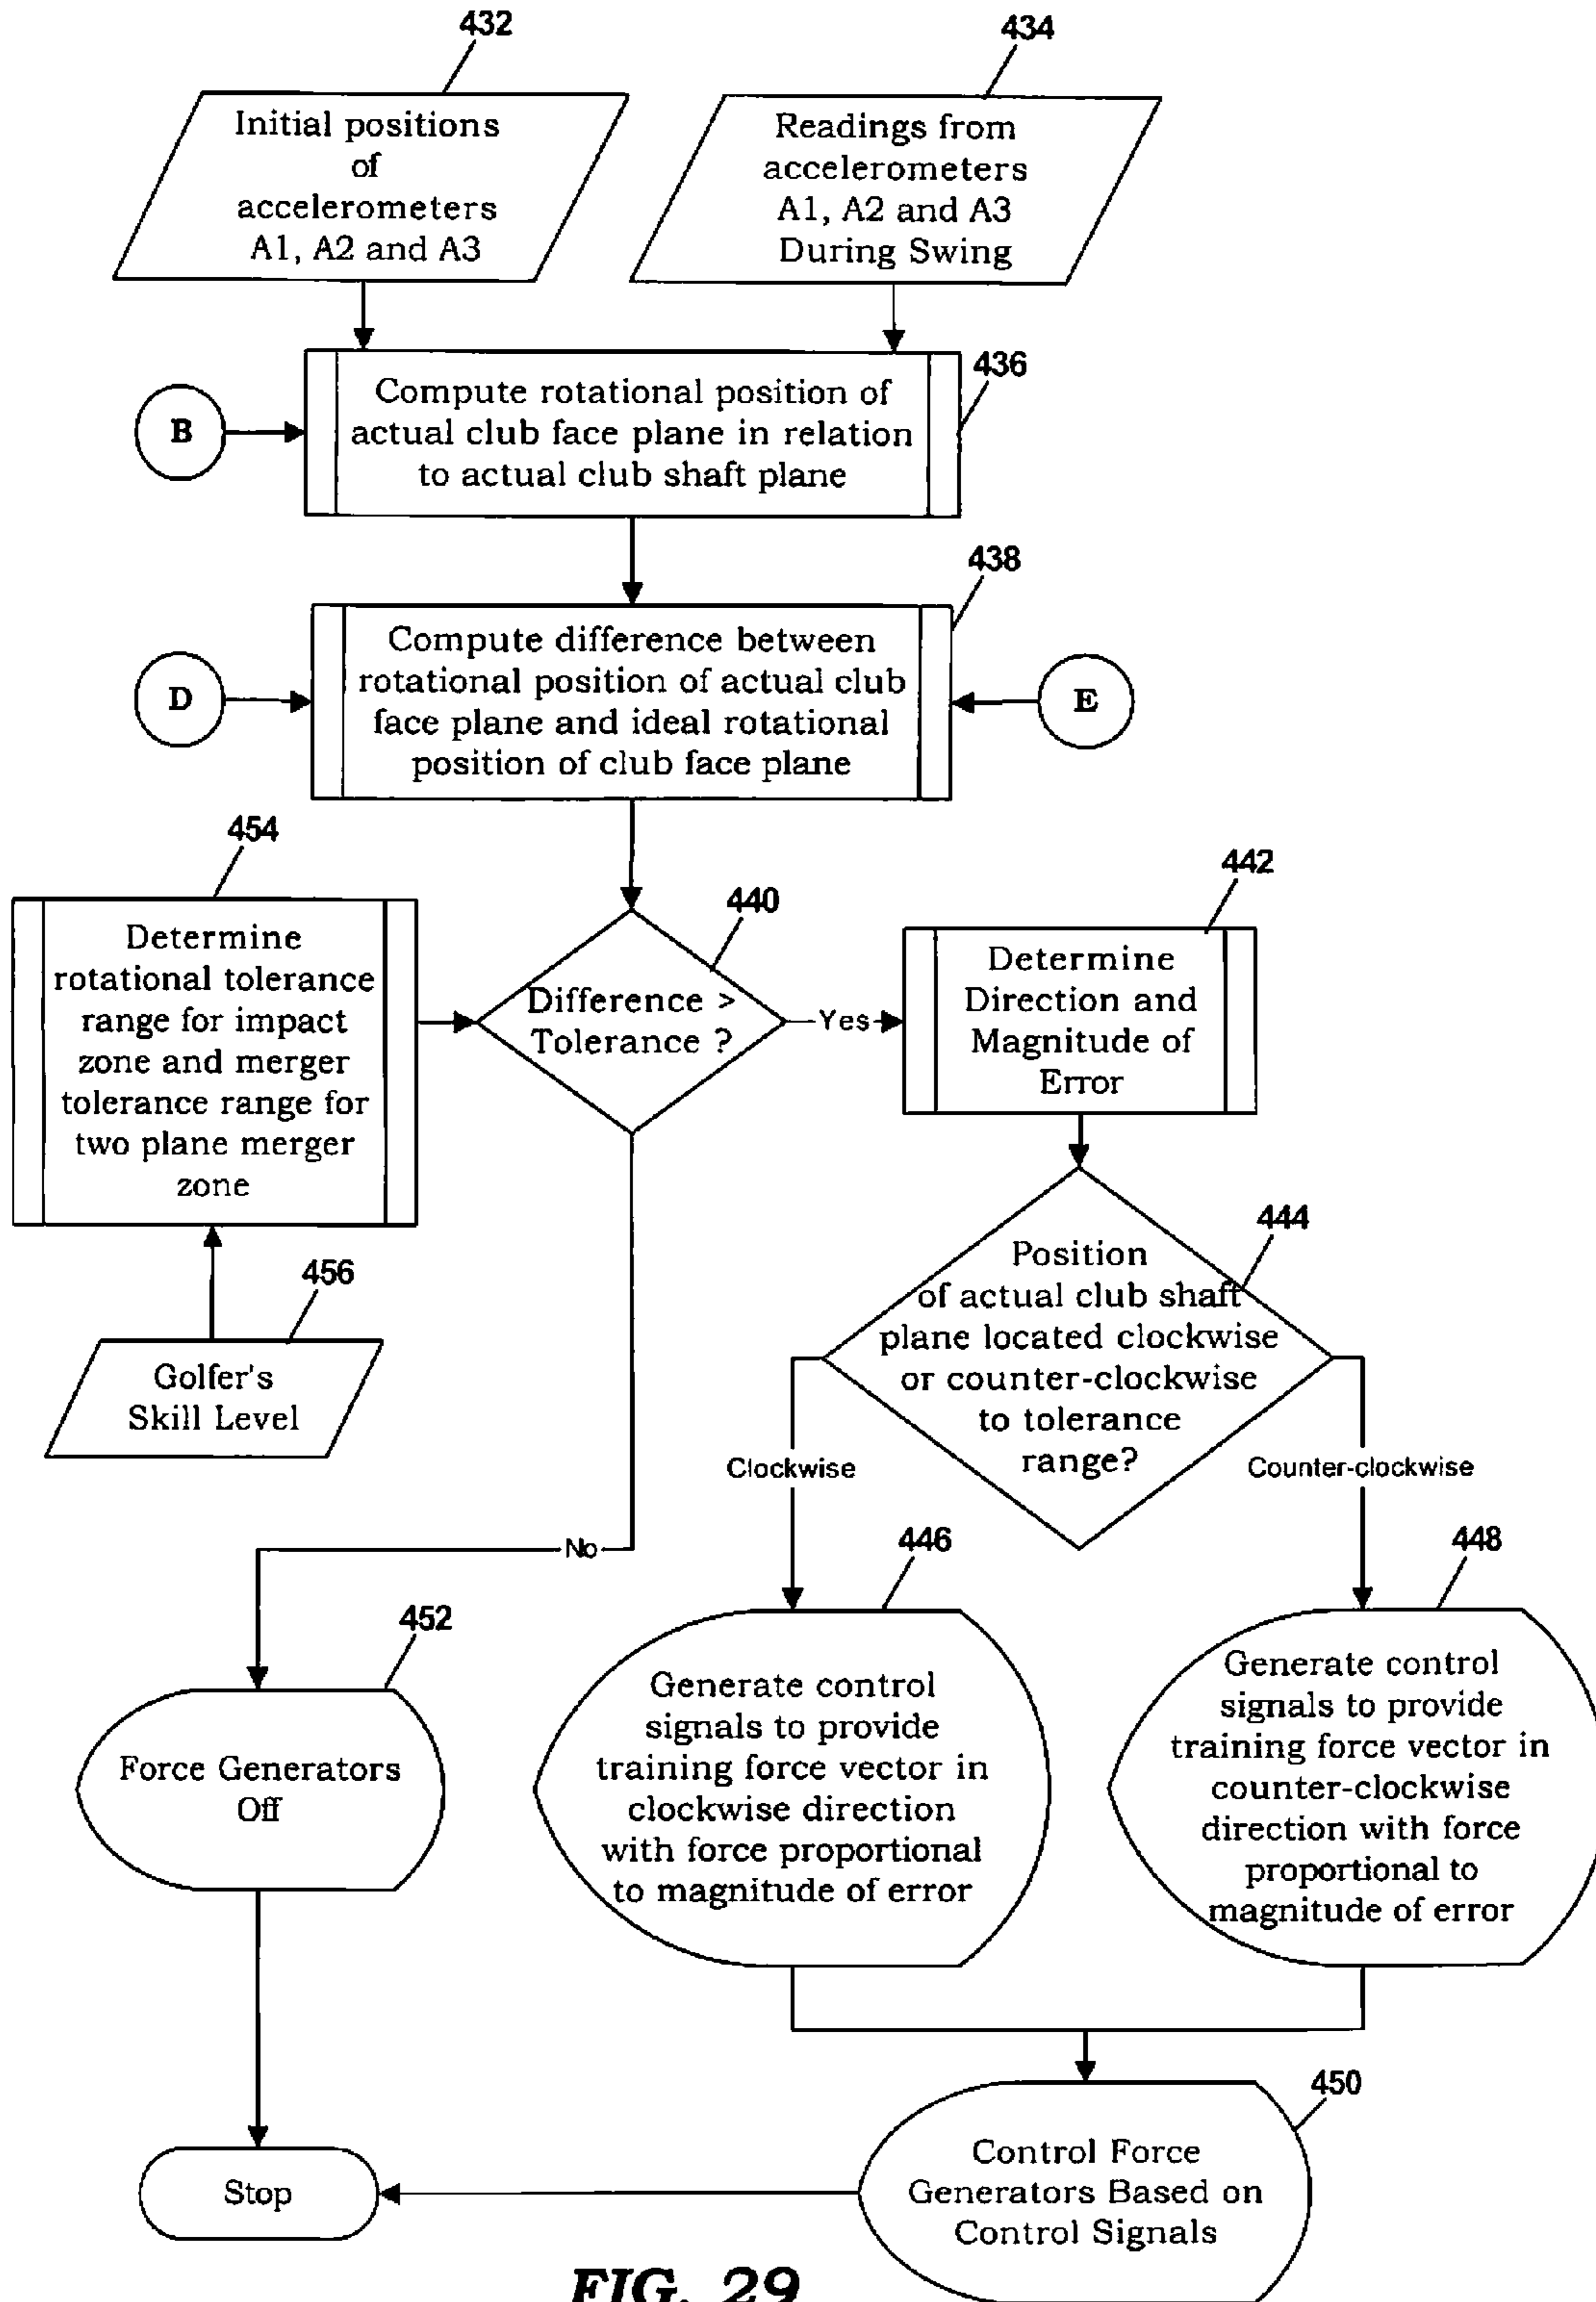 432
434
Initial positions
of
accelerometers
A1, A2 and A3
Readings from
accelerometers
A1, A2 and A3
During Swing
436
B
Compute rotational position of
actual club face plane in relation
to actual club shaft plane
438
D
Compute difference between
rotational position of actual club
face plane and ideal rotational
position of club face plane
E
454
440
442
Determine
rotational tolerance
range for impact
zone and merger
tolerance range for
two plane merger
zone
Difference >
Tolerance ?
Yes
Determine
Direction and
Magnitude of
Error
444
Position
of actual club shaft
plane located clockwise
or counter-clockwise
to tolerance
range?
456
Golfer's
Skill Level
Clockwise
Counter-clockwise
No
446
448
452
Force Generators
Off
Generate control
signals to provide
training force vector in
clockwise direction
with force proportional
to magnitude of error
Generate control
signals to provide
training force vector in
counter-clockwise
direction with force
proportional to
magnitude of error
450
Stop
Control Force
Generators Based on
Control Signals
FIG. 29